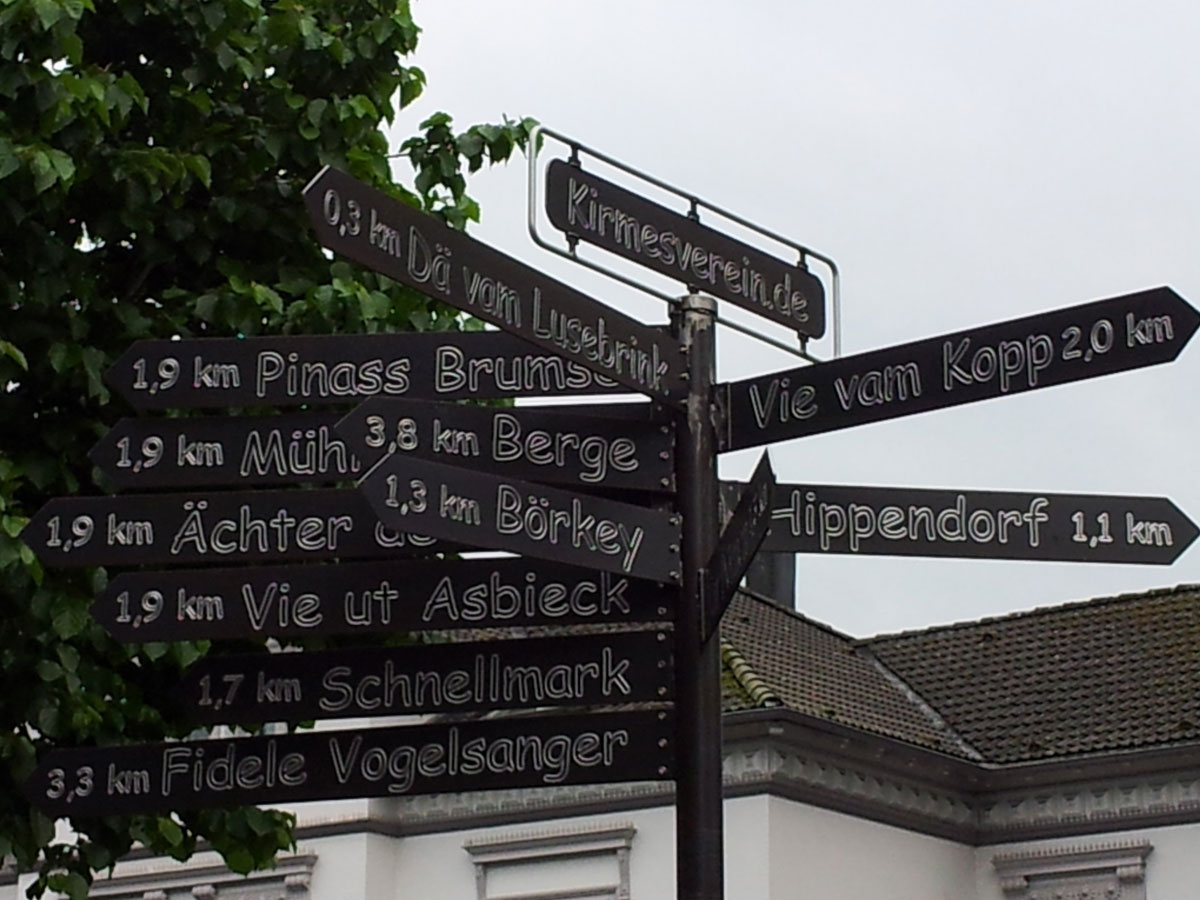 Kirmesverein.de
0,3 km Dä vam Lusebrink
Vie vam Kopp 2,0 km
1,9 km Pinass
3,8 km Berge
1,9 km
1,3 km Börkey
Hippendorf 1,1 km
1,9 km Ächter
1,9 km Vie ut Asbieck
1,7 km Schnellmark
3,3 km Fidele Vogelsanger